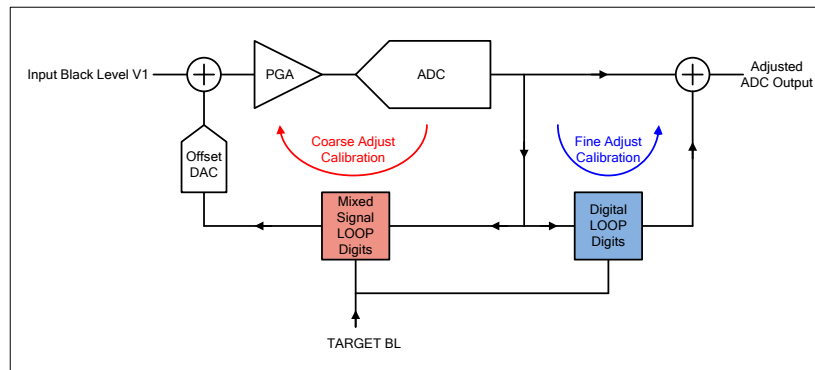 Input Black Level V1
PGA
ADC
Adjusted
ADC Output
Coarse Adjust
Calibration
Fine Adjust
Calibration
Offset
DAC
Mixed
Signal
LOOP
Digits
Digital
LOOP
Digits
TARGET BL